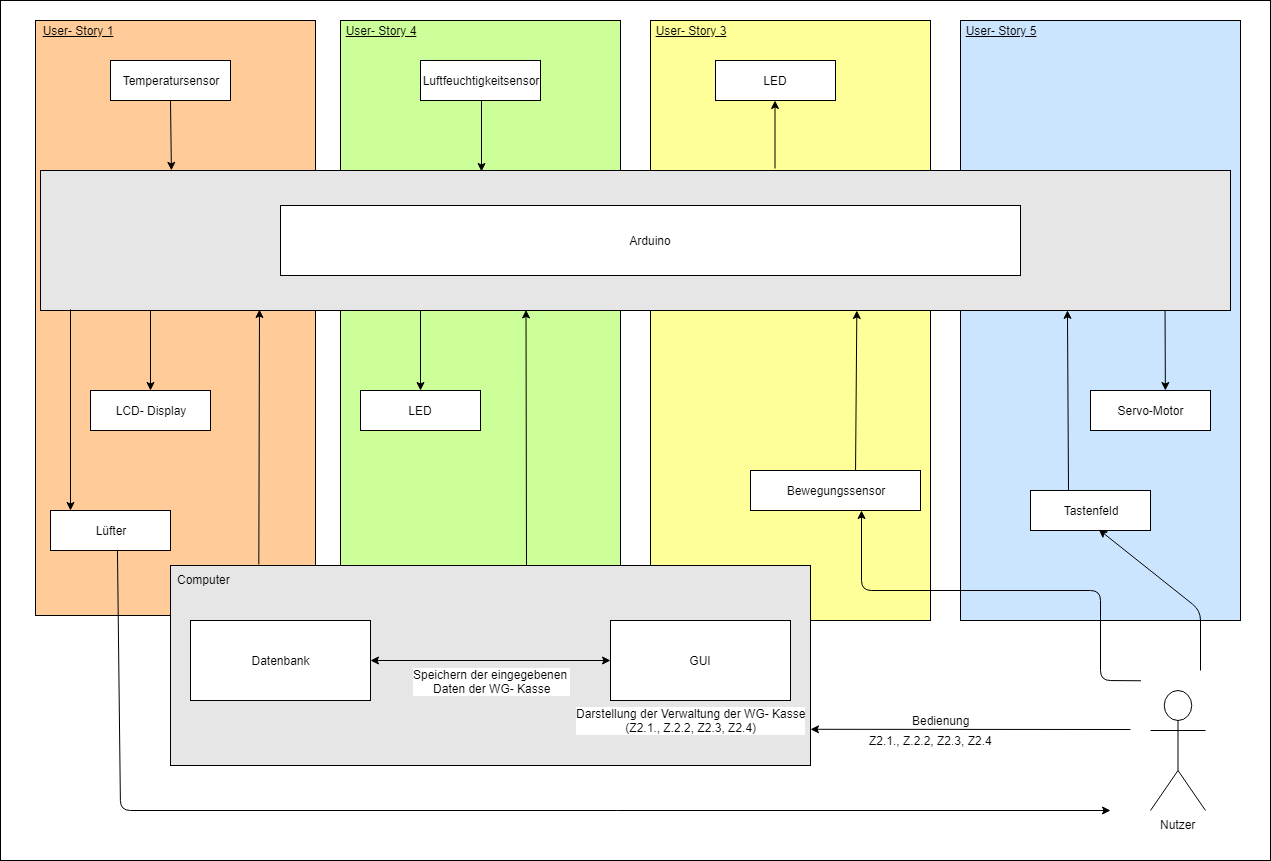 User- Story 1
User- Story 4
User- Story 3
User- Story 5
Temperatursensor
Luftfeuchtigkeitsensor
LED
Arduino
LCD- Display
LED
Servo-Motor
Bewegungssensor
Tastenfeld
Lüfter
Computer
Datenbank
GUI
Speichern der eingegebenen
Daten der WG- Kasse
Darstellung der Verwaltung der WG- Kasse
(Z2.1., Z.2.2, Z2.3, Z2.4)
Bedienung
Z2.1., Z.2.2, Z2.3, Z2.4
Nutzer